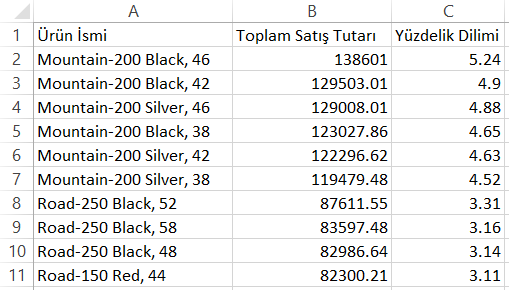 A B C
1 Ürün İsmi Toplam Satış Tutarı Yüzdelik Dilimi
2 Mountain-200 Black, 46 138601 5.24
3 Mountain-200 Black, 42 129503.01 4.9
4 Mountain-200 Silver, 46 129008.01 4.88
5 Mountain-200 Black, 38 123027.86 4.65
6 Mountain-200 Silver, 42 122296.62 4.63
7 Mountain-200 Silver, 38 119479.48 4.52
8 Road-250 Black, 52 87611.55 3.31
9 Road-250 Black, 58 83597.48 3.16
10 Road-250 Black, 48 82986.64 3.14
11 Road-150 Red, 44 82300.21 3.11